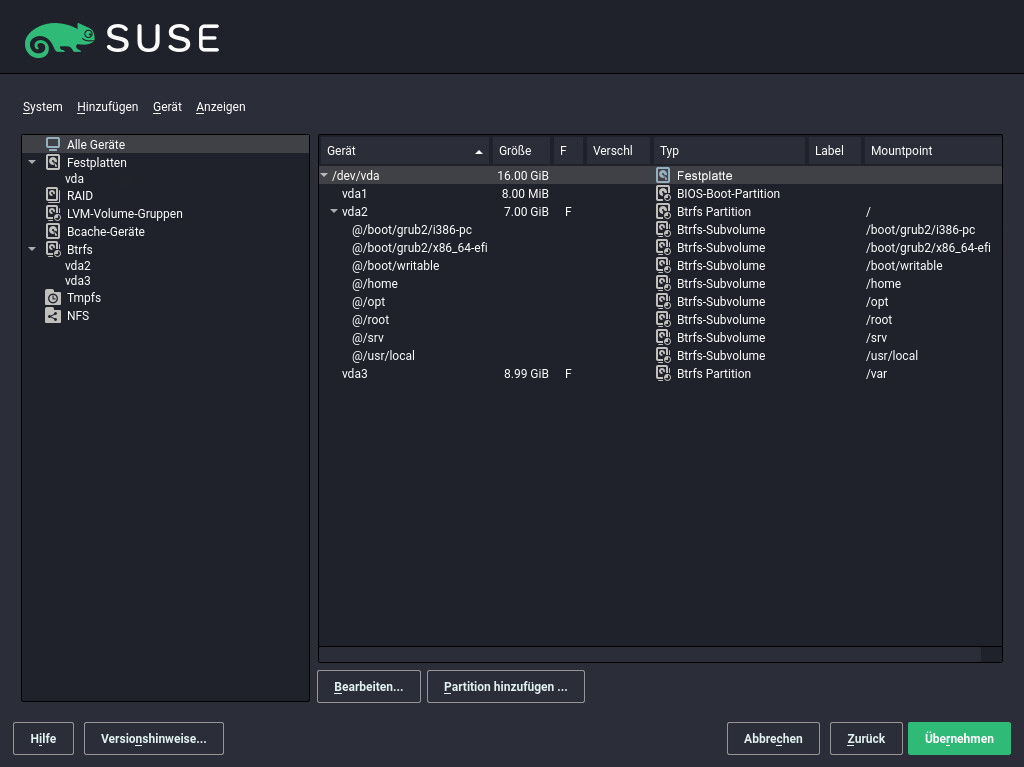 SUSE
System Hinzufügen Gerät Anzeigen
Alle Geräte
Festplatten
vda
RAID
LVM-Volume-Gruppen
Bcache-Geräte
Btrfs
vda2
vda3
Tmpfs
NFS
Gerät Größe F Verschl Typ Label Mountpoint
/dev/vda 16.00 GiB Festplatte
vda1 8.00 MiB BIOS-Boot-Partition
vda2 7.00 GiB F Btrfs Partition /
@/boot/grub2/i386-pc Btrfs-Subvolume /boot/grub2/i386-pc
@/boot/grub2/x86_64-efi Btrfs-Subvolume /boot/grub2/x86_64-efi
@/boot/writable Btrfs-Subvolume /boot/writable
@/home Btrfs-Subvolume /home
@/opt Btrfs-Subvolume /opt
@/root Btrfs-Subvolume /root
@/srv Btrfs-Subvolume /srv
@/usr/local Btrfs-Subvolume /usr/local
vda3 8.99 GiB F Btrfs Partition /var
Bearbeiten... Partition hinzufügen ...
Hilfe Versionshinweise... Abbrechen Zurück Übernehmen